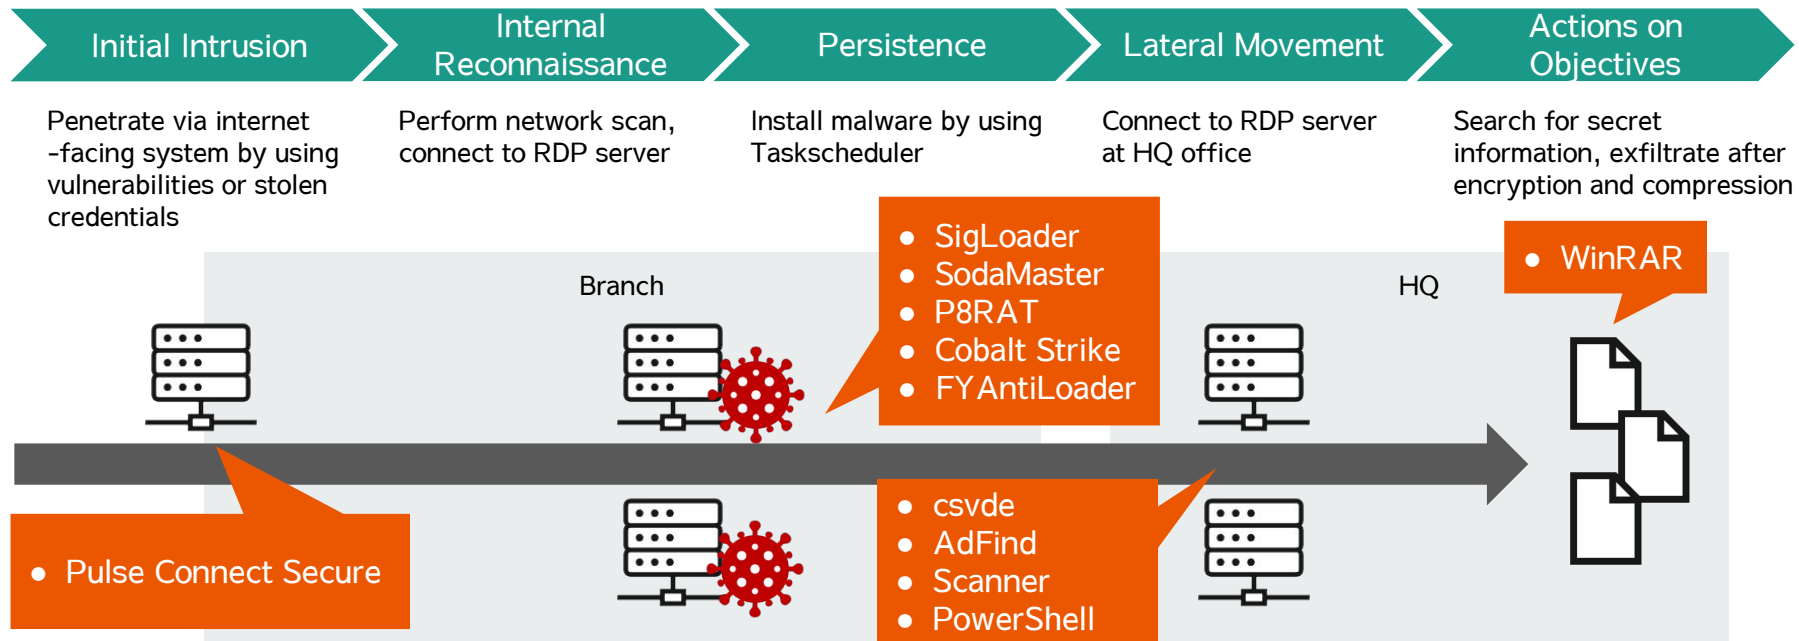 Initial Intrusion
Internal
Reconnaissance
Persistence
Lateral Movement
Actions on
Objectives
Penetrate via internet
-facing system by using
vulnerabilities or stolen
credentials
Perform network scan,
connect to RDP server
Install malware by using
Taskscheduler
Connect to RDP server
at HQ office
Search for secret
information, exfiltrate after
encryption and compression
Branch
HQ
● SigLoader
● SodaMaster
● P8RAT
● Cobalt Strike
● FYAntiLoader
● WinRAR
● Pulse Connect Secure
● csvde
● AdFind
● Scanner
● PowerShell